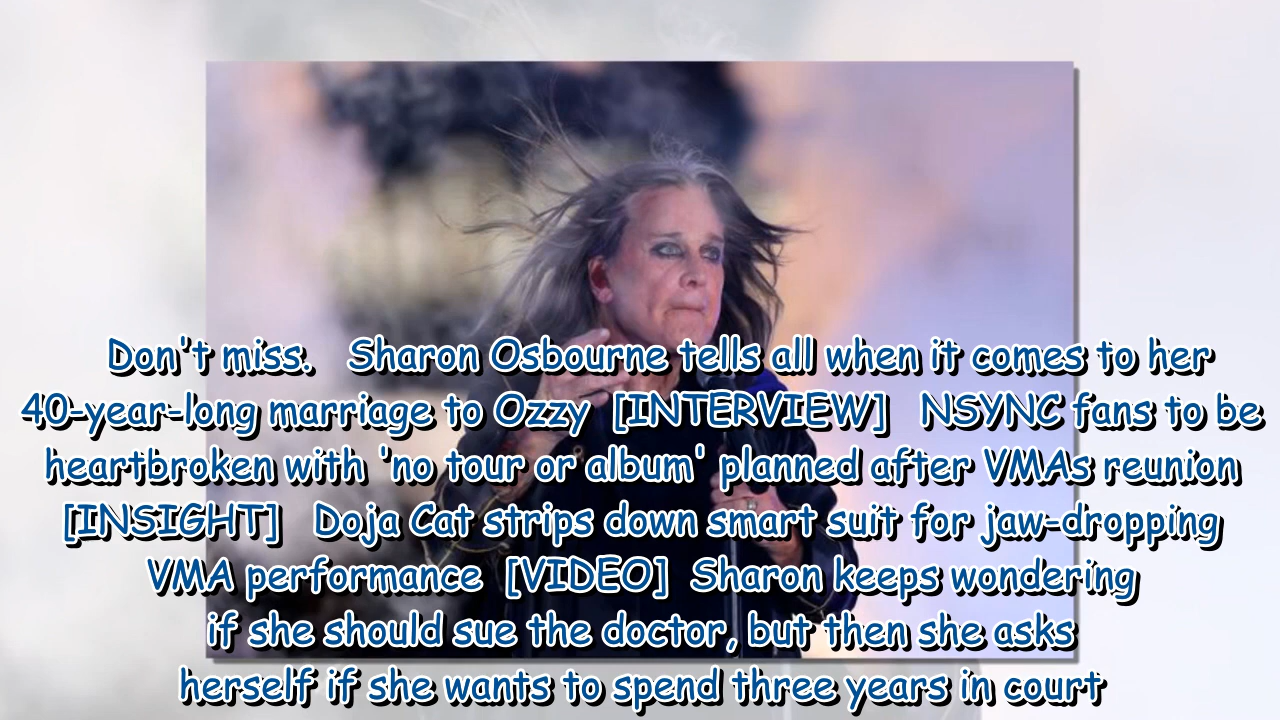 Don't miss.   Sharon Osbourne tells all when it comes to her
40-year-long marriage to Ozzy  [INTERVIEW]   NSYNC fans to be
heartbroken with 'no tour or album' planned after VMAs reunion
[INSIGHT]   Doja Cat strips down smart suit for jaw-dropping
VMA performance  [VIDEO]  Sharon keeps wondering
if she should sue the doctor, but then she asks
herself if she wants to spend three years in court